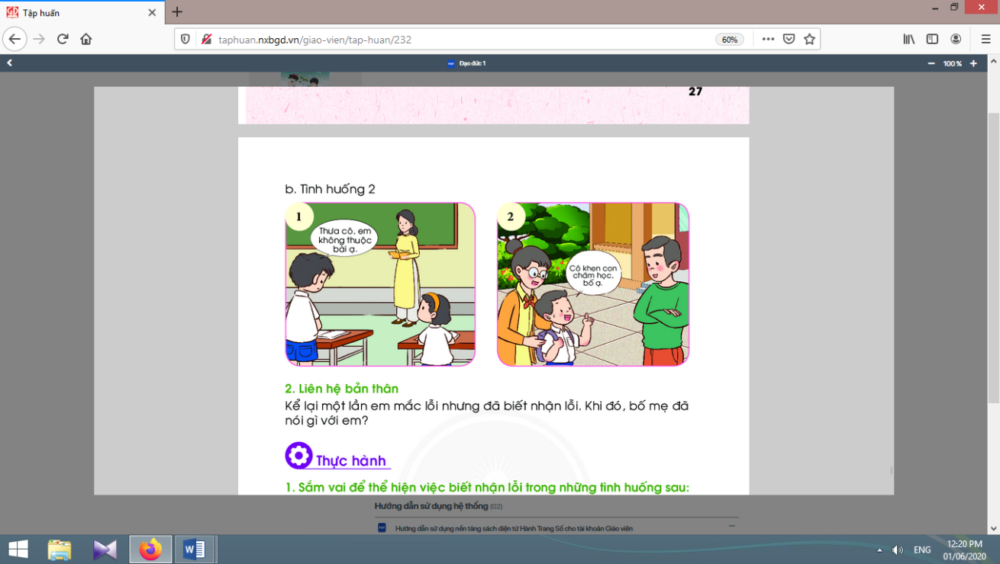 Tập huấn
taphuan.nxbgd.vn/giao-vien/tap-huan/232
60%
PDF Đạo đức 1
100 %
27
b. Tình huống 2
1
Thưa cô, em
không thuộc
bài ạ.
2
Cô khen con
chăm học,
bố ạ.
2. Liên hệ bản thân
Kể lại một lần em mắc lỗi nhưng đã biết nhận lỗi. Khi đó, bố mẹ đã
nói gì với em?
Thực hành
1. Sắm vai để thể hiện việc biết nhận lỗi trong những tình huống sau:
Hướng dẫn sử dụng hệ thống (02)
PDF Hướng dẫn sử dụng nền tảng sách điện tử Hành Trang Số cho tài khoản Giáo viên
ENG
12:20 PM
01/06/2020